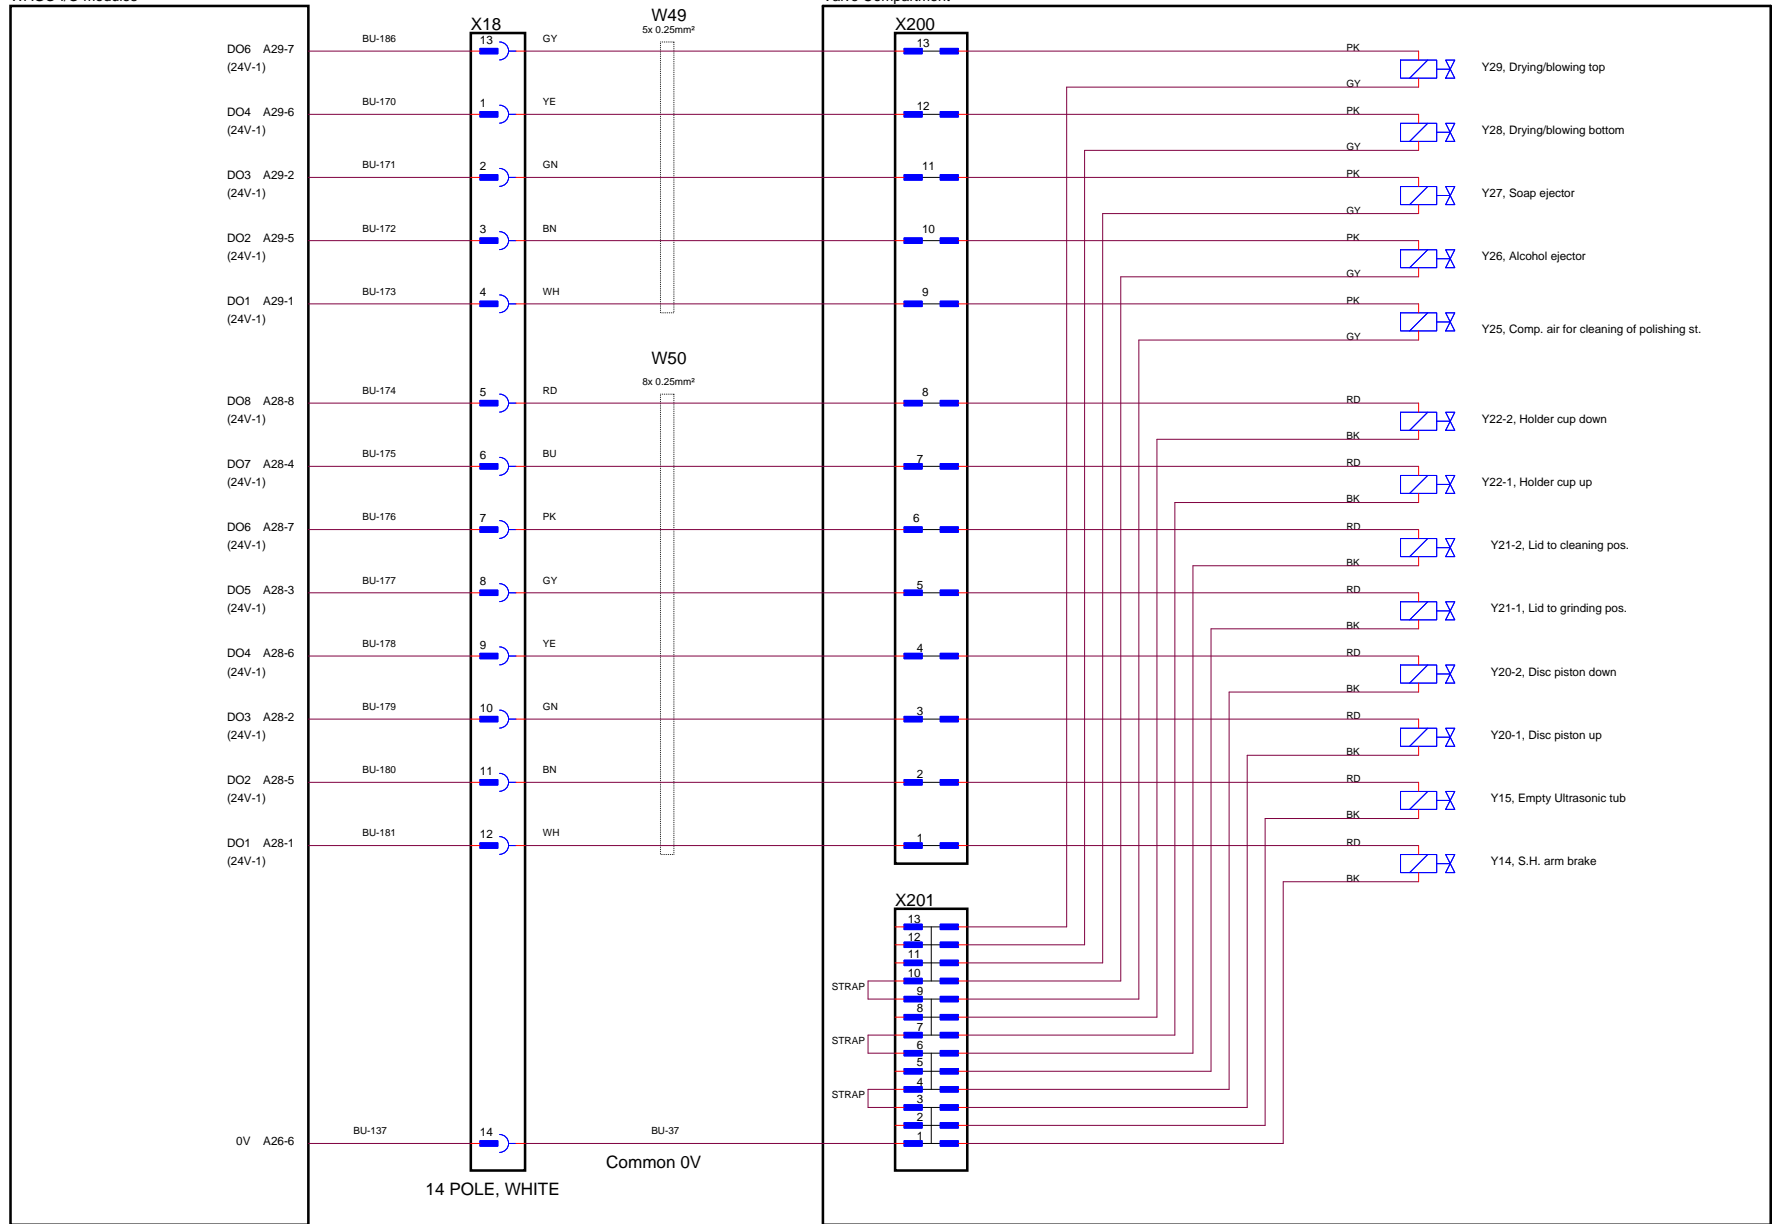 W49
5x 0.25mm²
X18
X200
DO6 A29-7 BU-186 13 GY 13 PK
(24V-1)
Y29, Drying/blowing top
GY
DO4 A29-6 BU-170 1 YE 12 PK
(24V-1)
Y28, Drying/blowing bottom
GY
DO3 A29-2 BU-171 2 GN 11 PK
(24V-1)
Y27, Soap ejector
GY
DO2 A29-5 BU-172 3 BN 10 PK
(24V-1)
Y26, Alcohol ejector
GY
DO1 A29-1 BU-173 4 WH 9 PK
(24V-1)
Y25, Comp. air for cleaning of polishing st.
GY
W50
8x 0.25mm²
DO8 A28-8 BU-174 5 RD 8 RD
(24V-1)
Y22-2, Holder cup down
BK
DO7 A28-4 BU-175 6 BU 7 RD
(24V-1)
Y22-1, Holder cup up
BK
DO6 A28-7 BU-176 7 PK 6 RD
(24V-1)
Y21-2, Lid to cleaning pos.
BK
DO5 A28-3 BU-177 8 GY 5 RD
(24V-1)
Y21-1, Lid to grinding pos.
BK
DO4 A28-6 BU-178 9 YE 4 RD
(24V-1)
Y20-2, Disc piston down
BK
DO3 A28-2 BU-179 10 GN 3 RD
(24V-1)
Y20-1, Disc piston up
BK
DO2 A28-5 BU-180 11 BN 2 RD
(24V-1)
Y15, Empty Ultrasonic tub
BK
DO1 A28-1 BU-181 12 WH 1 RD
(24V-1)
Y14, S.H. arm brake
BK
X201
13
12
11
10
STRAP
9
8
7
STRAP
6
5
4
STRAP
3
2
0V A26-6 BU-137 14 BU-37 1
Common 0V
14 POLE, WHITE